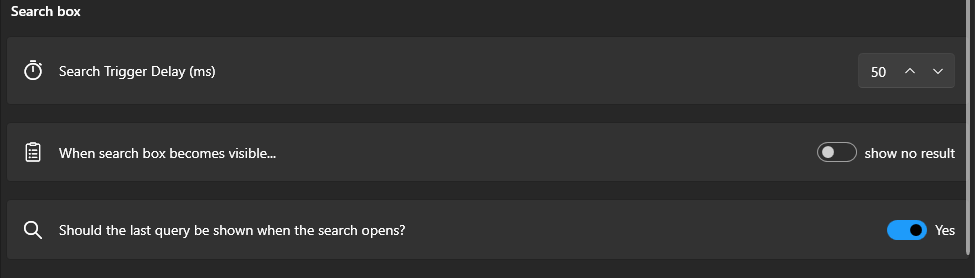 Search box
Search Trigger Delay (ms)
50
When search box becomes visible...
show no result
Should the last query be shown when the search opens?
Yes